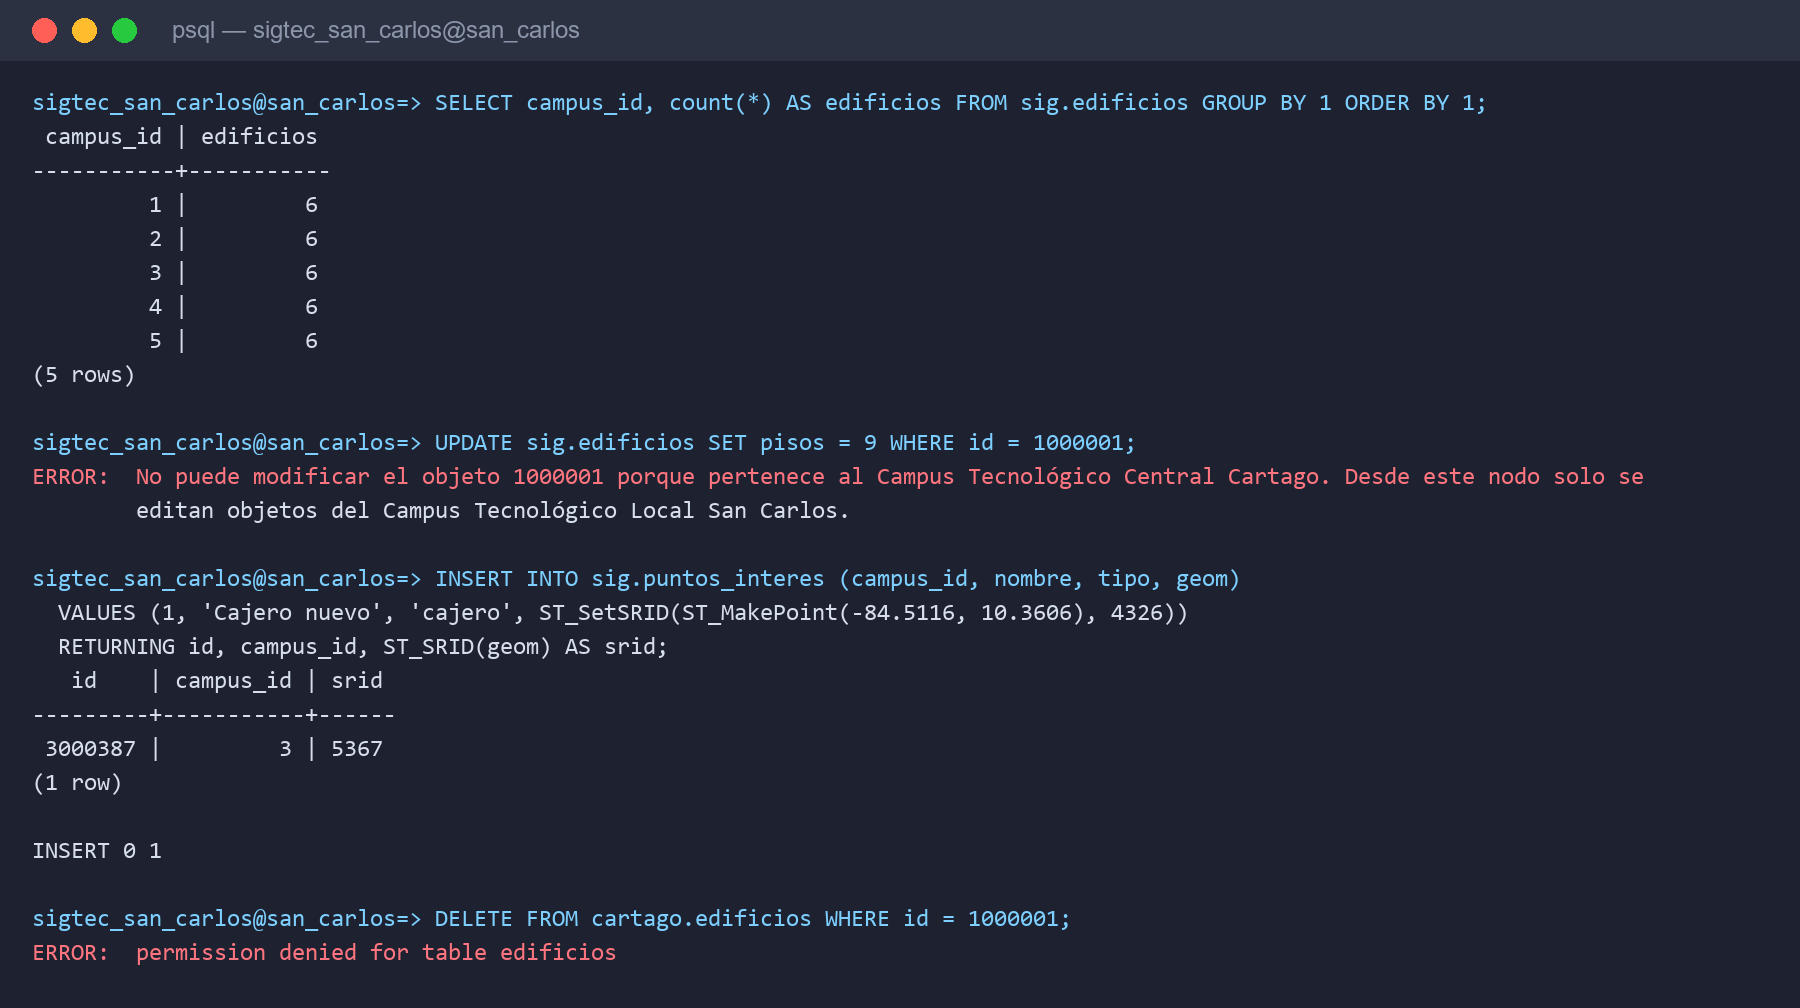 psql — sigtec_san_carlos@san_carlos
sigtec_san_carlos@san_carlos=> SELECT campus_id, count(*) AS edificios FROM sig.edificios GROUP BY 1 ORDER BY 1;
 campus_id | edificios
-----------+-----------
         1 |         6
         2 |         6
         3 |         6
         4 |         6
         5 |         6
(5 rows)
sigtec_san_carlos@san_carlos=> UPDATE sig.edificios SET pisos = 9 WHERE id = 1000001;
ERROR:  No puede modificar el objeto 1000001 porque pertenece al Campus Tecnológico Central Cartago. Desde este nodo solo se
        editan objetos del Campus Tecnológico Local San Carlos.
sigtec_san_carlos@san_carlos=> INSERT INTO sig.puntos_interes (campus_id, nombre, tipo, geom)
  VALUES (1, 'Cajero nuevo', 'cajero', ST_SetSRID(ST_MakePoint(-84.5116, 10.3606), 4326))
  RETURNING id, campus_id, ST_SRID(geom) AS srid;
   id    | campus_id | srid
---------+-----------+------
 3000387 |         3 | 5367
(1 row)
INSERT 0 1
sigtec_san_carlos@san_carlos=> DELETE FROM cartago.edificios WHERE id = 1000001;
ERROR:  permission denied for table edificios